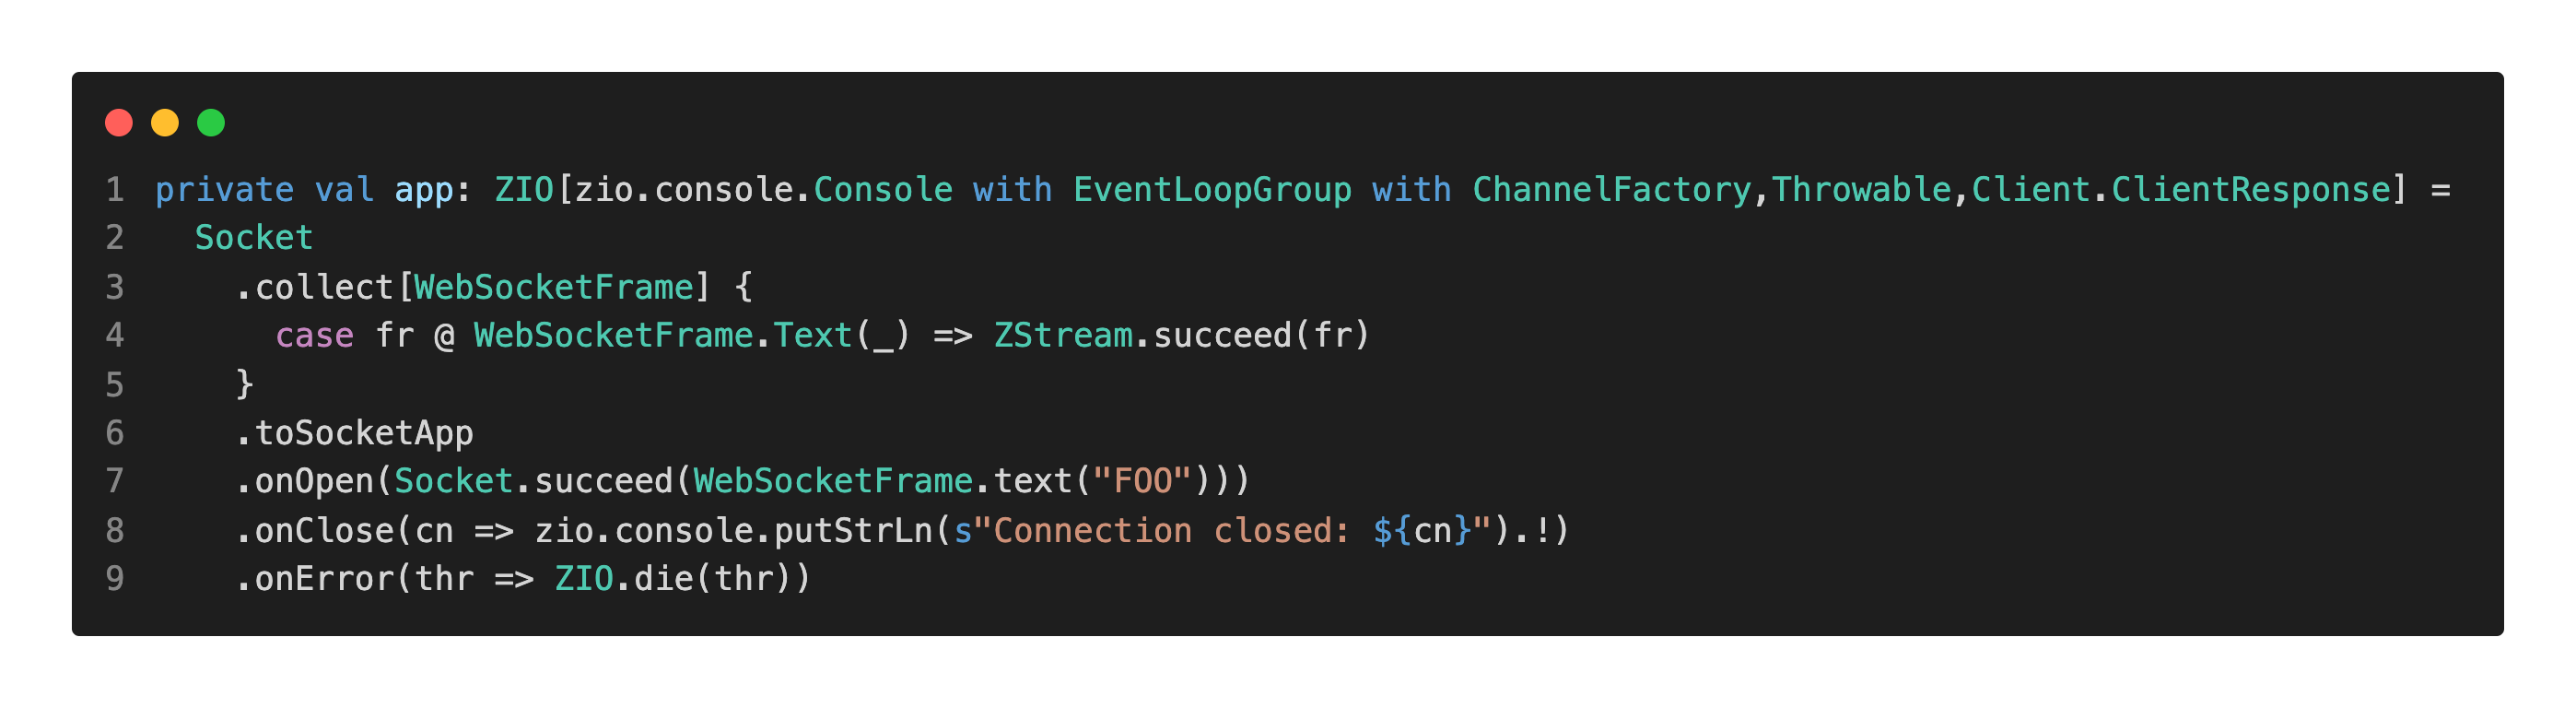 1 private val app: ZIO[zio.console.Console with EventLoopGroup with ChannelFactory,Throwable,Client.ClientResponse] =
2   Socket
3     .collect[WebSocketFrame] {
4       case fr @ WebSocketFrame.Text(_) => ZStream.succeed(fr)
5     }
6     .toSocketApp
7     .onOpen(Socket.succeed(WebSocketFrame.text("FOO")))
8     .onClose(cn => zio.console.putStrLn(s"Connection closed: ${cn}").!)
9     .onError(thr => ZIO.die(thr))